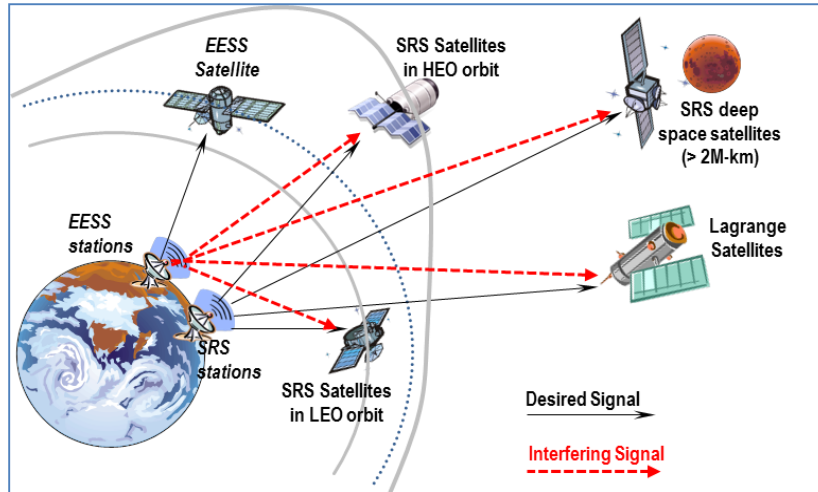 EESS
Satellite
SRS Satellites
in HEO orbit
SRS deep
space satellites
(> 2M-km)
EESS
stations
Lagrange
Satellites
SRS
stations
SRS Satellites
in LEO orbit
Desired Signal
Interfering Signal